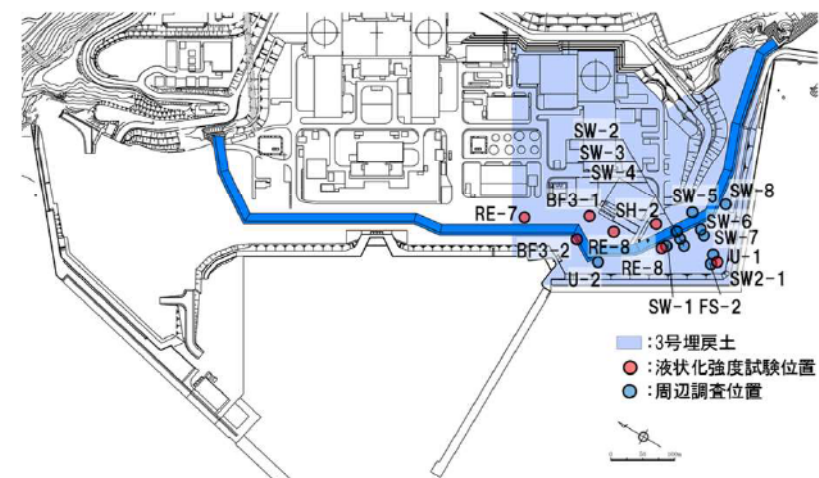 SW-2
SW-3
SW-4
SW-5
SW-8
BF3-1
SH-2
RE-7
SW-6
SW-7
BF3-2
RE-8
U-1
U-2
RE-8
SW2-1
SW-1
FS-2
:3号埋戻土
:液状化強度試験位置
:周辺調査位置